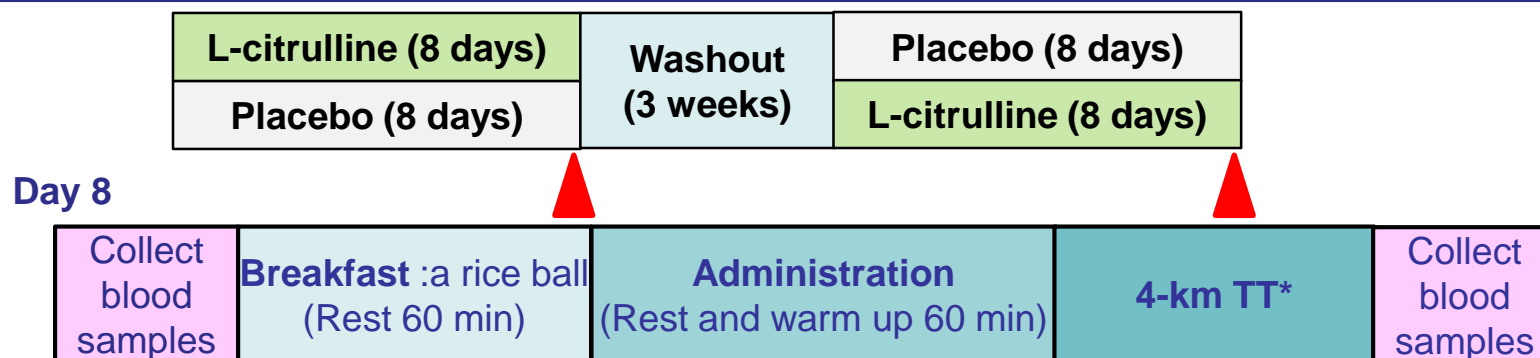 L-citrulline (8 days)
Placebo (8 days)
Washout
(3 weeks)
Placebo (8 days)
L-citrulline (8 days)
Day 8
Collect
blood
samples
Breakfast :a rice ball
(Rest 60 min)
Administration
(Rest and warm up 60 min)
4-km TT*
Collect
blood
samples